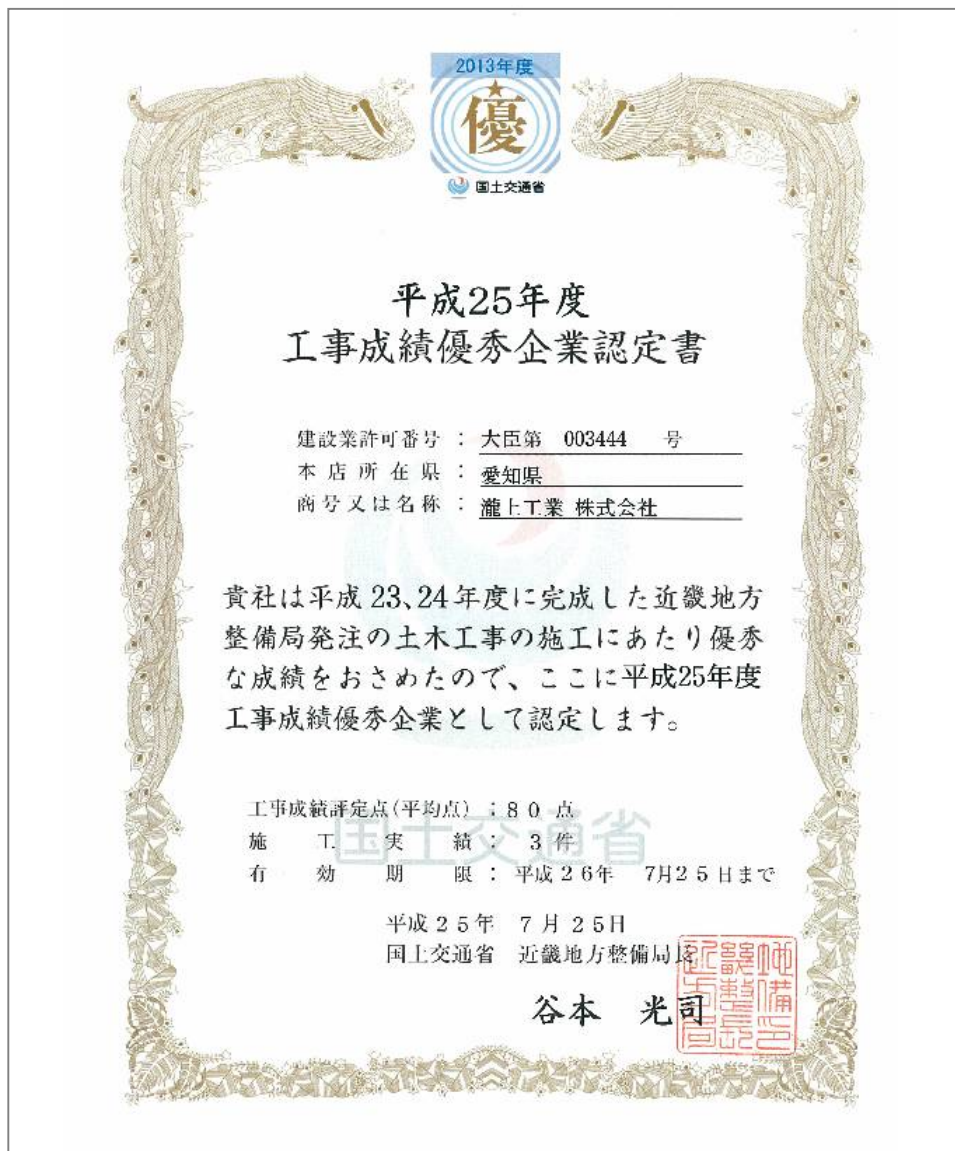 2013年度
優
国土交通省
平成25年度
工事成績優秀企業認定書
建設業許可番号 : 大臣第 003444 号
本店所在県 : 愛知県
商号又は名称 : 瀧上工業 株式会社
貴社は平成23、24年度に完成した近畿地方
整備局発注の土木工事の施工にあたり優秀
な成績をおさめたので、ここに平成25年度
工事成績優秀企業として認定します。
国土交通省
工事成績評定点(平均点) : 80 点
施工実績 : 3 件
有効期限 : 平成26年 7月25日まで
平成25年 7月25日
国土交通省 近畿地方整備局長
谷本 光司